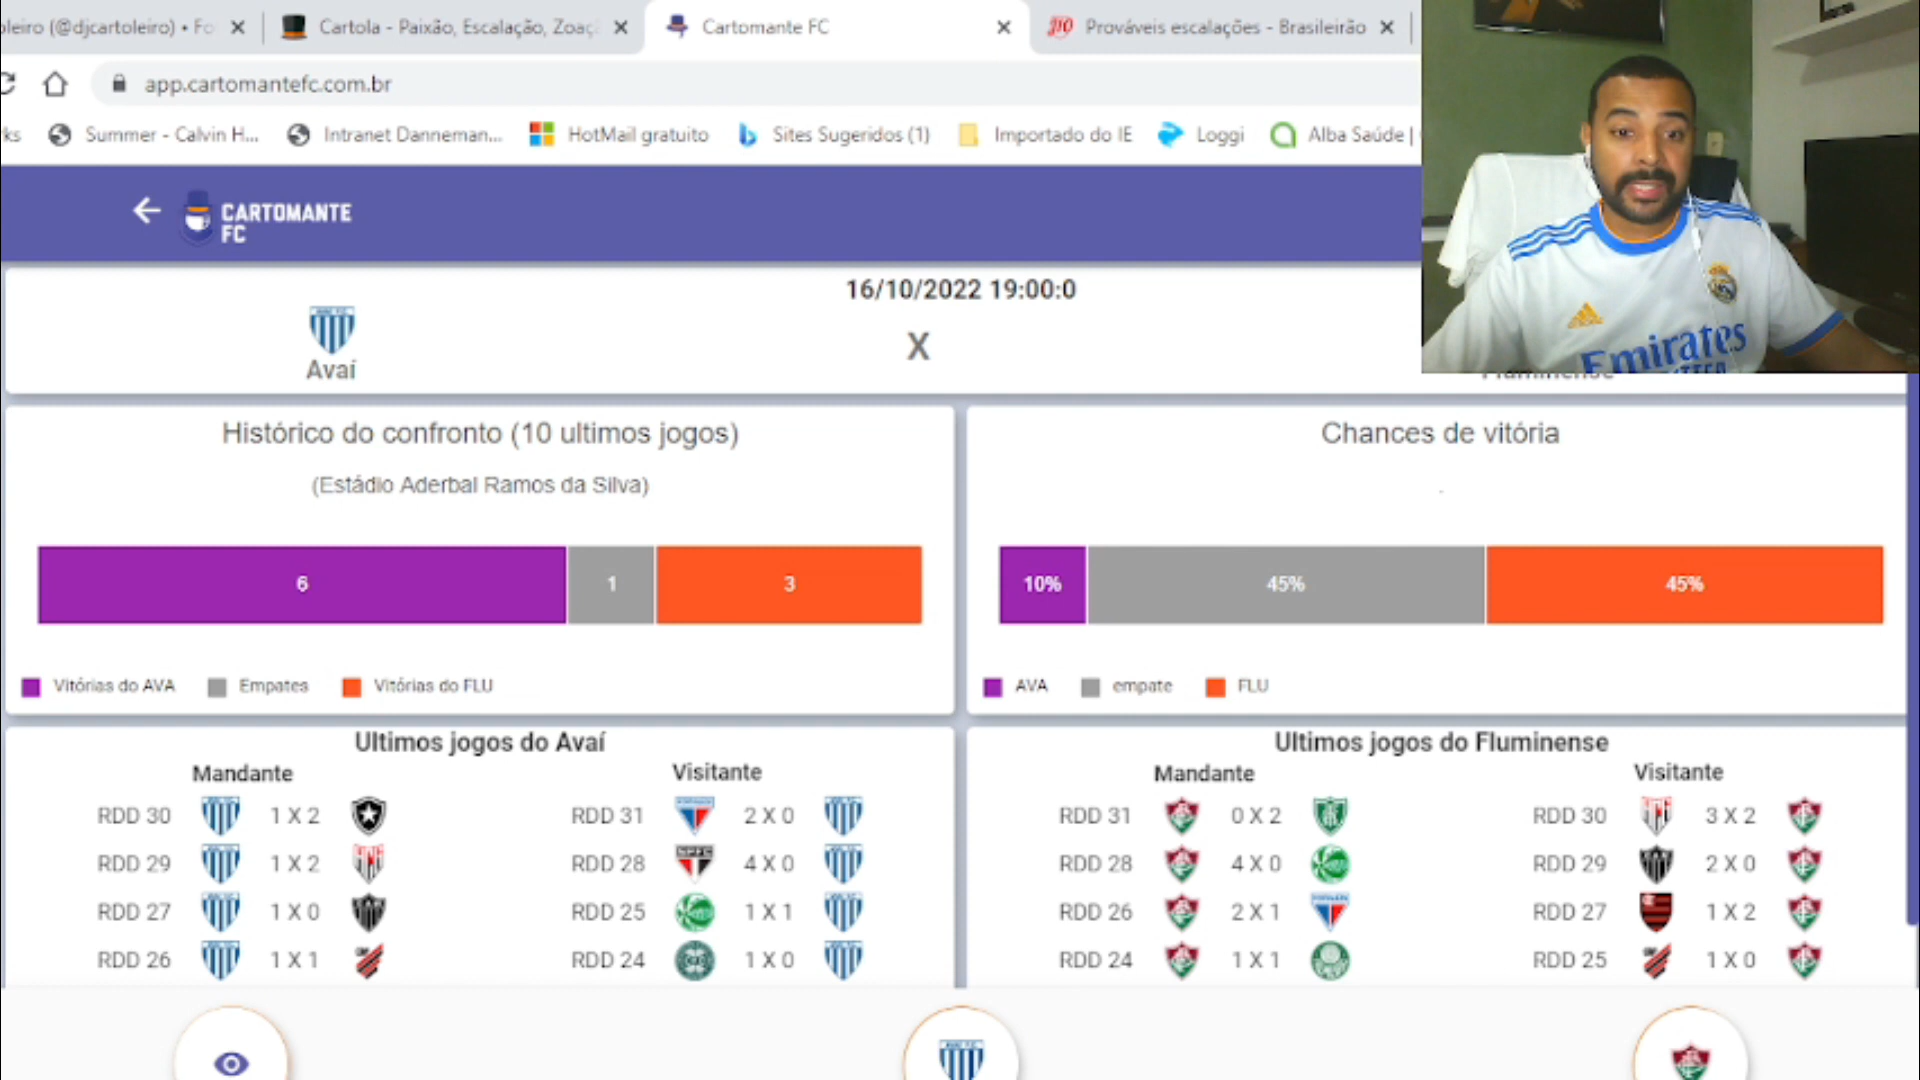 oleiro (@djcartoleiro) • Fo
Cartola - Paixão, Escalação, Zoaç
Cartomante FC
Prováveis escalações - Brasileirão
app.cartomantefc.com.br
ks
Summer - Calvin H...
Intranet Danneman...
HotMail gratuito
Sites Sugeridos (1)
Importado do IE
Loggi
Alba Saúde |
CARTOMANTE
FC
16/10/2022 19:00:0
X
Avaí
Fluminense
Emirates
Histórico do confronto (10 ultimos jogos)
(Estádio Aderbal Ramos da Silva)
6 1 3
Vitórias do AVA Empates Vitórias do FLU
Chances de vitória
10% 45% 45%
AVA empate FLU
Ultimos jogos do Avaí
Mandante Visitante
RDD 30 1 X 2 RDD 31 2 X 0
RDD 29 1 X 2 RDD 28 4 X 0
RDD 27 1 X 0 RDD 25 1 X 1
RDD 26 1 X 1 RDD 24 1 X 0
Ultimos jogos do Fluminense
Mandante Visitante
RDD 31 0 X 2 RDD 30 3 X 2
RDD 28 4 X 0 RDD 29 2 X 0
RDD 26 2 X 1 RDD 27 1 X 2
RDD 24 1 X 1 RDD 25 1 X 0